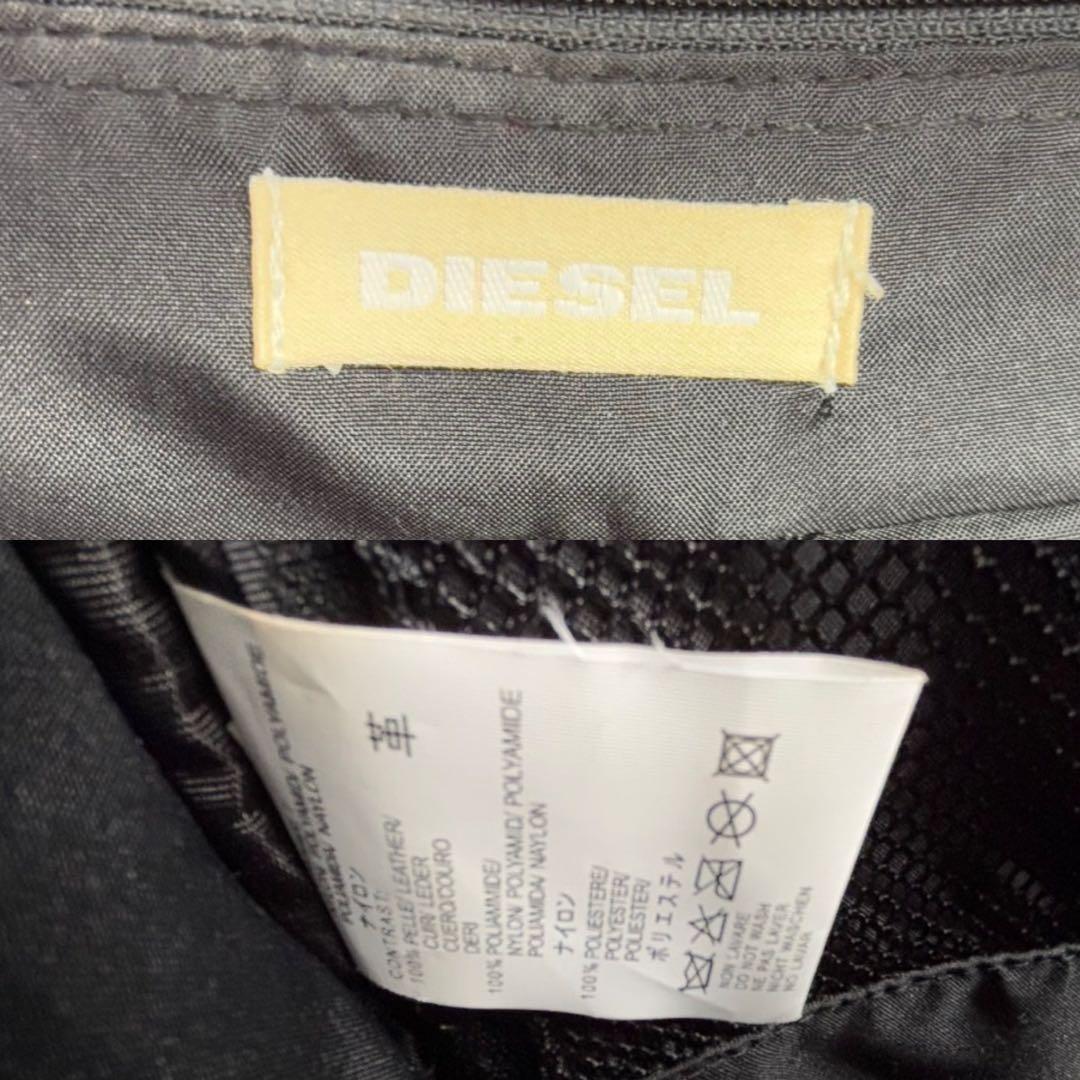 DIESEL
POLYAMID/ POLYAMIDE
POLIAMIDA/ NAYLON
ナイロン
CONTRAST:
100% PELLE/ LEATHER/
CUIR/ LEDER
CUERO/COURO
DERI
革
100% POLIAMMIDE/
NYLON/ POLYAMID/ POLYAMIDE
POLIAMIDA/ NAYLON
ナイロン
100% POLIESTERE/
POLYESTER/
POLIESTER/
ポリエステル
NON LAVARE
DO NOT WASH
NE PAS LAVER
NICHT WASCHEN
NO LAVAR